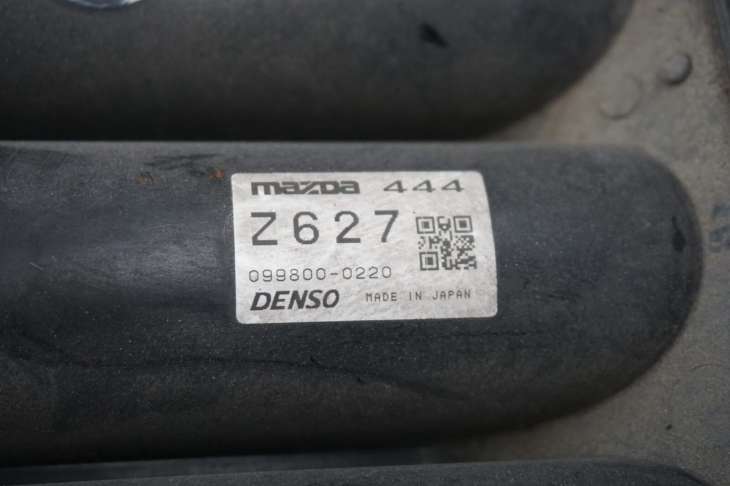 mazda 444
Z627
099800-0220
DENSO MADE IN JAPAN